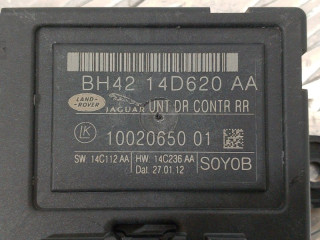 BH42 14D620 AA
LAND-
ROVER
JAGUAR
UNT DR CONTR RR
IK
10020650 01
SW 14C112 AA HW 14C236 AA
Dat. 27.01.12
S0Y0B